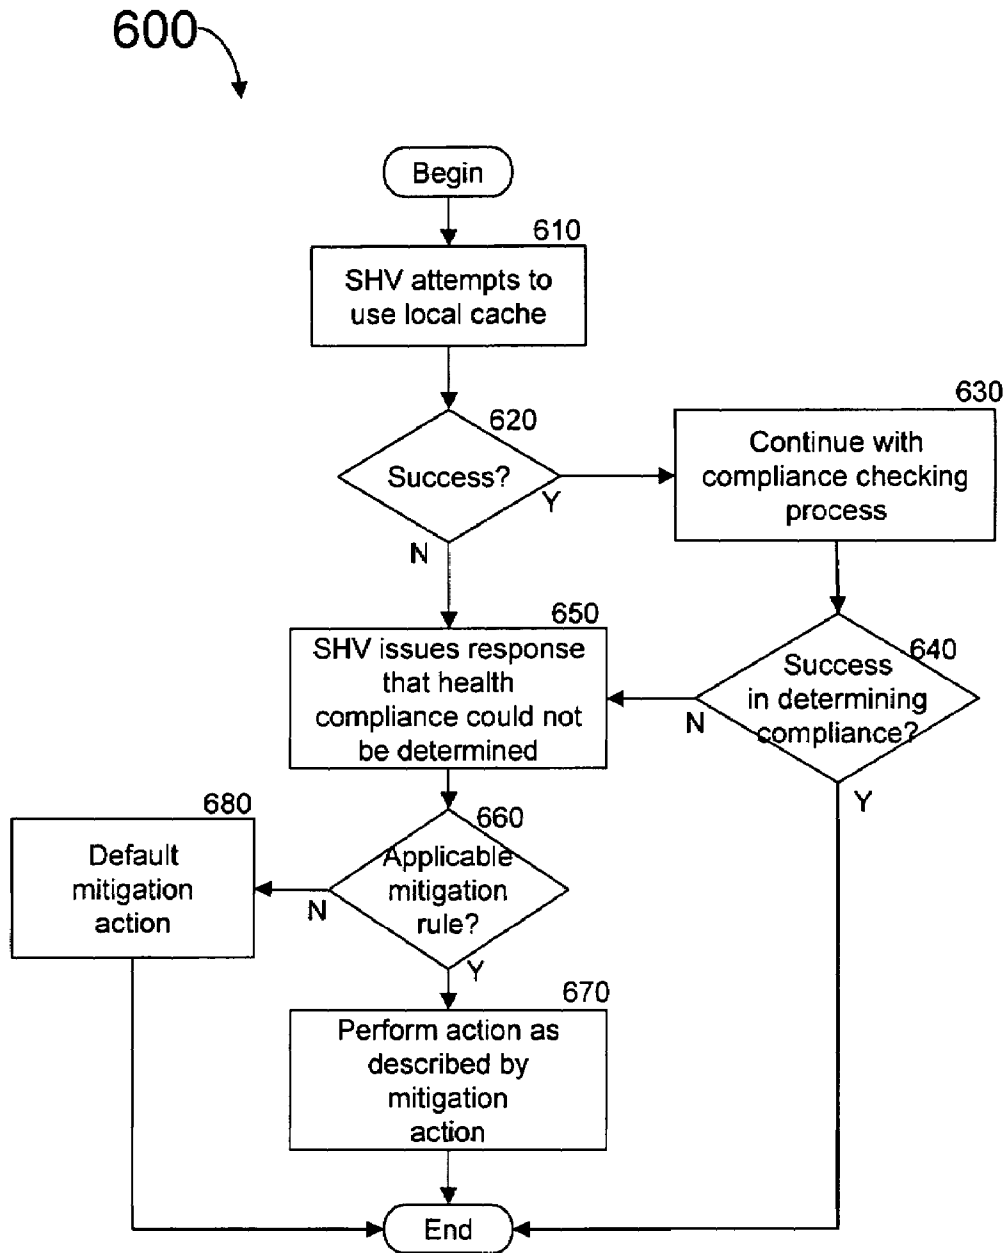 600
Begin
610
SHV attempts to
use local cache
620
Success?
Y
N
630
Continue with
compliance checking
process
640
Success
in determining
compliance?
N
Y
650
SHV issues response
that health
compliance could not
be determined
660
Applicable
mitigation
rule?
N
Y
680
Default
mitigation
action
670
Perform action as
described by
mitigation
action
End